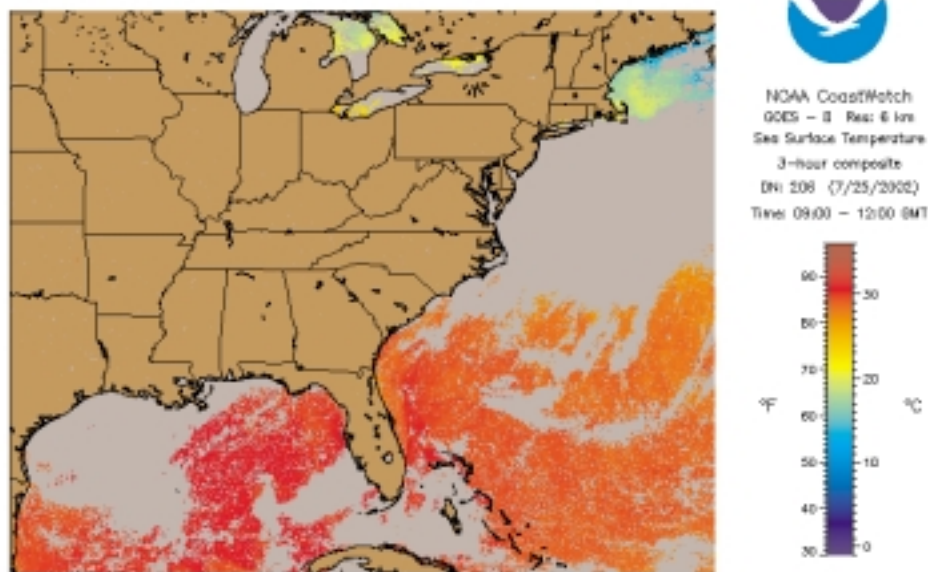 NOAA CoastWatch
GOES - 8 Res: 6 km
Sea Surface Temperature
3-hour composite
DN: 206 (7/25/2002)
Time: 09:00 - 12:00 GMT
90
30
80
70
20
°F
60
°C
50
10
40
30
0